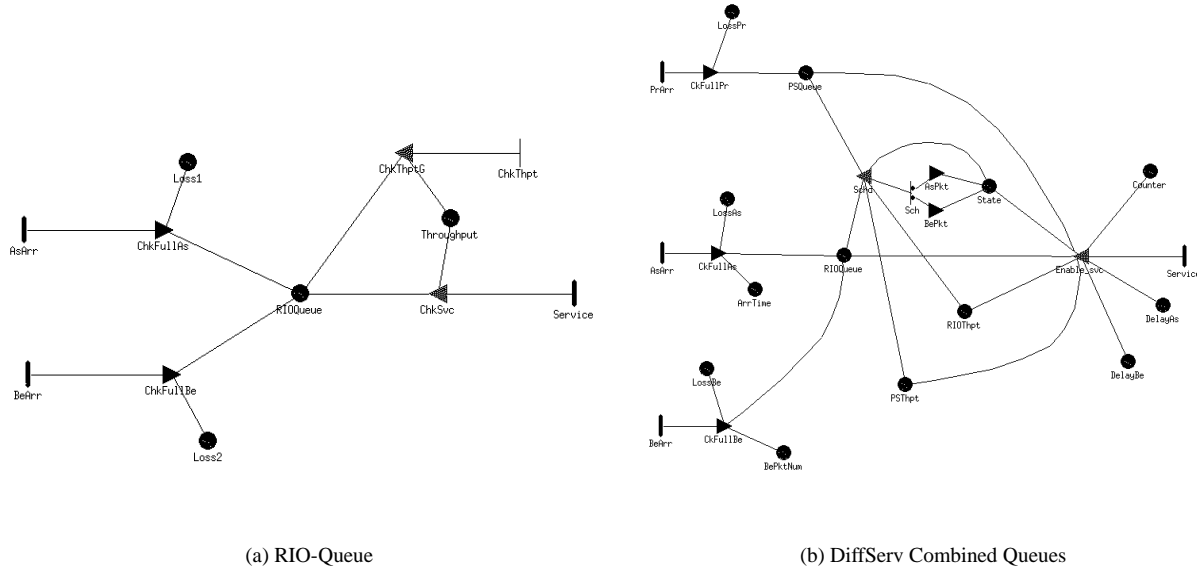 Loss1
AsArr
ChkFullAs
ChkThptG
ChkThpt
Throughput
RIOQueue
ChkSvc
Service
BeArr
ChkFullBe
Loss2
(a) RIO-Queue
LossPr
PrArr
CkFullPr
PSQueue
Schd
AsPkt
Sch
BePkt
State
Counter
LossAs
AsArr
CkFullAs
RIOQueue
Enable_svc
Service
ArrTime
RIOThpt
DelayAs
LossBe
PSThpt
DelayBe
BeArr
CkFullBe
BePktNum
(b) DiffServ Combined Queues